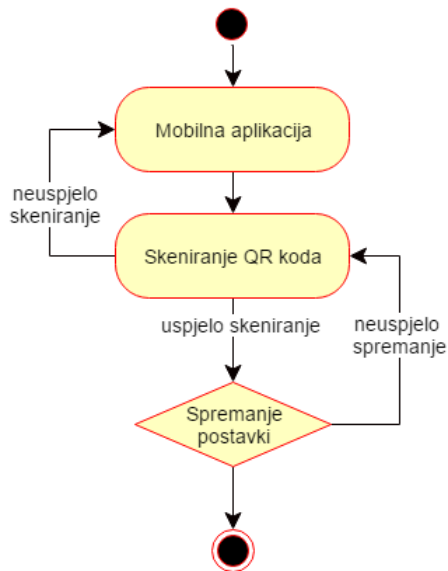 Mobilna aplikacija
neuspjelo
skeniranje
Skeniranje QR koda
uspjelo skeniranje
neuspjelo
spremanje
Spremanje
postavki